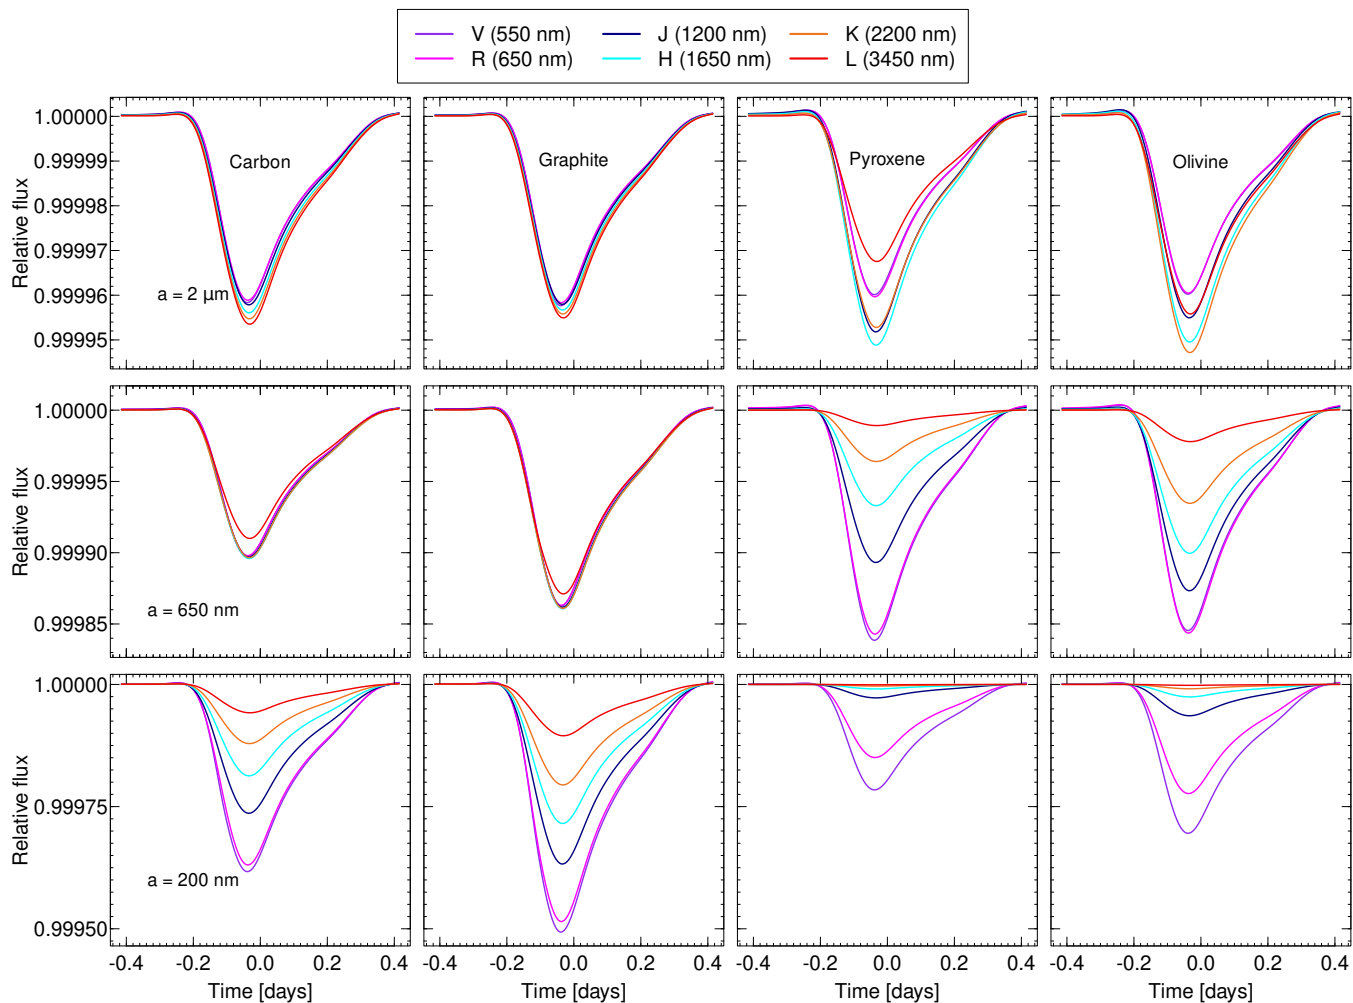 V (550 nm) J (1200 nm) K (2200 nm)
R (650 nm) H (1650 nm) L (3450 nm)
1.00000
0.99999
0.99998
0.99997
0.99996
0.99995
Relative flux
Carbon
a = 2 μm
Graphite
Pyroxene
Olivine
1.00000
0.99995
0.99990
0.99985
Relative flux
a = 650 nm
1.00000
0.99975
0.99950
Relative flux
a = 200 nm
-0.4 -0.2 0.0 0.2 0.4 -0.4 -0.2 0.0 0.2 0.4 -0.4 -0.2 0.0 0.2 0.4 -0.4 -0.2 0.0 0.2 0.4
Time [days] Time [days] Time [days] Time [days]